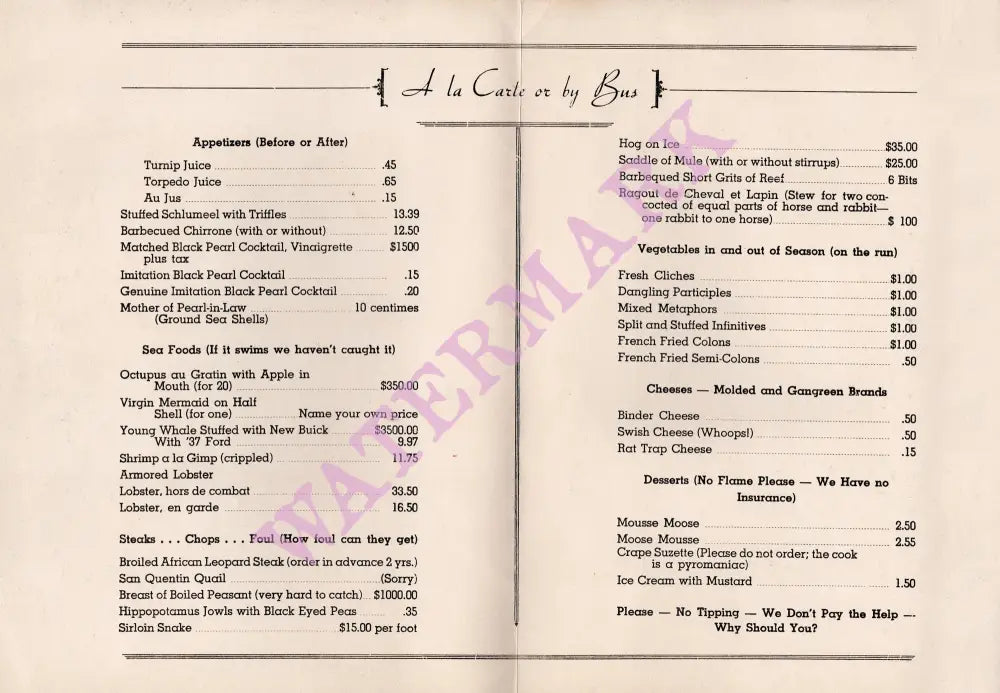 A la Carte or by Bus
Appetizers (Before or After)
Turnip Juice .45
Torpedo Juice .65
Au Jus .15
Stuffed Schlumeel with Triffles 13.39
Barbecued Chirrone (with or without) 12.50
Matched Black Pearl Cocktail, Vinaigrette $1500
plus tax
Imitation Black Pearl Cocktail .15
Genuine Imitation Black Pearl Cocktail .20
Mother of Pearl-in-Law 10 centimes
(Ground Sea Shells)
Sea Foods (If it swims we haven't caught it)
Octupus au Gratin with Apple in
Mouth (for 20) $350.00
Virgin Mermaid on Half
Shell (for one) Name your own price
Young Whale Stuffed with New Buick $3500.00
With '37 Ford 9.97
Shrimp a la Gimp (crippled) 11.75
Armored Lobster
Lobster, hors de combat 33.50
Lobster, en garde 16.50
Steaks . . . Chops . . . Foul (How foul can they get)
Broiled African Leopard Steak (order in advance 2 yrs.)
San Quentin Quail (Sorry)
Breast of Boiled Peasant (very hard to catch) $1000.00
Hippopotamus Jowls with Black Eyed Peas .35
Sirloin Snake $15.00 per foot
Hog on Ice $35.00
Saddle of Mule (with or without stirrups) $25.00
Barbequed Short Grits of Reef 6 Bits
Ragout de Cheval et Lapin (Stew for two con-
cocted of equal parts of horse and rabbit—
one rabbit to one horse) $ 100
Vegetables in and out of Season (on the run)
Fresh Cliches $1.00
Dangling Participles $1.00
Mixed Metaphors $1.00
Split and Stuffed Infinitives $1.00
French Fried Colons $1.00
French Fried Semi-Colons .50
Cheeses — Molded and Gangreen Brands
Binder Cheese .50
Swish Cheese (Whoops!) .50
Rat Trap Cheese .15
Desserts (No Flame Please — We Have no
Insurance)
Mousse Moose 2.50
Moose Mousse 2.55
Crape Suzette (Please do not order; the cook
is a pyromaniac)
Ice Cream with Mustard 1.50
Please — No Tipping — We Don't Pay the Help —
Why Should You?
WATERMARK